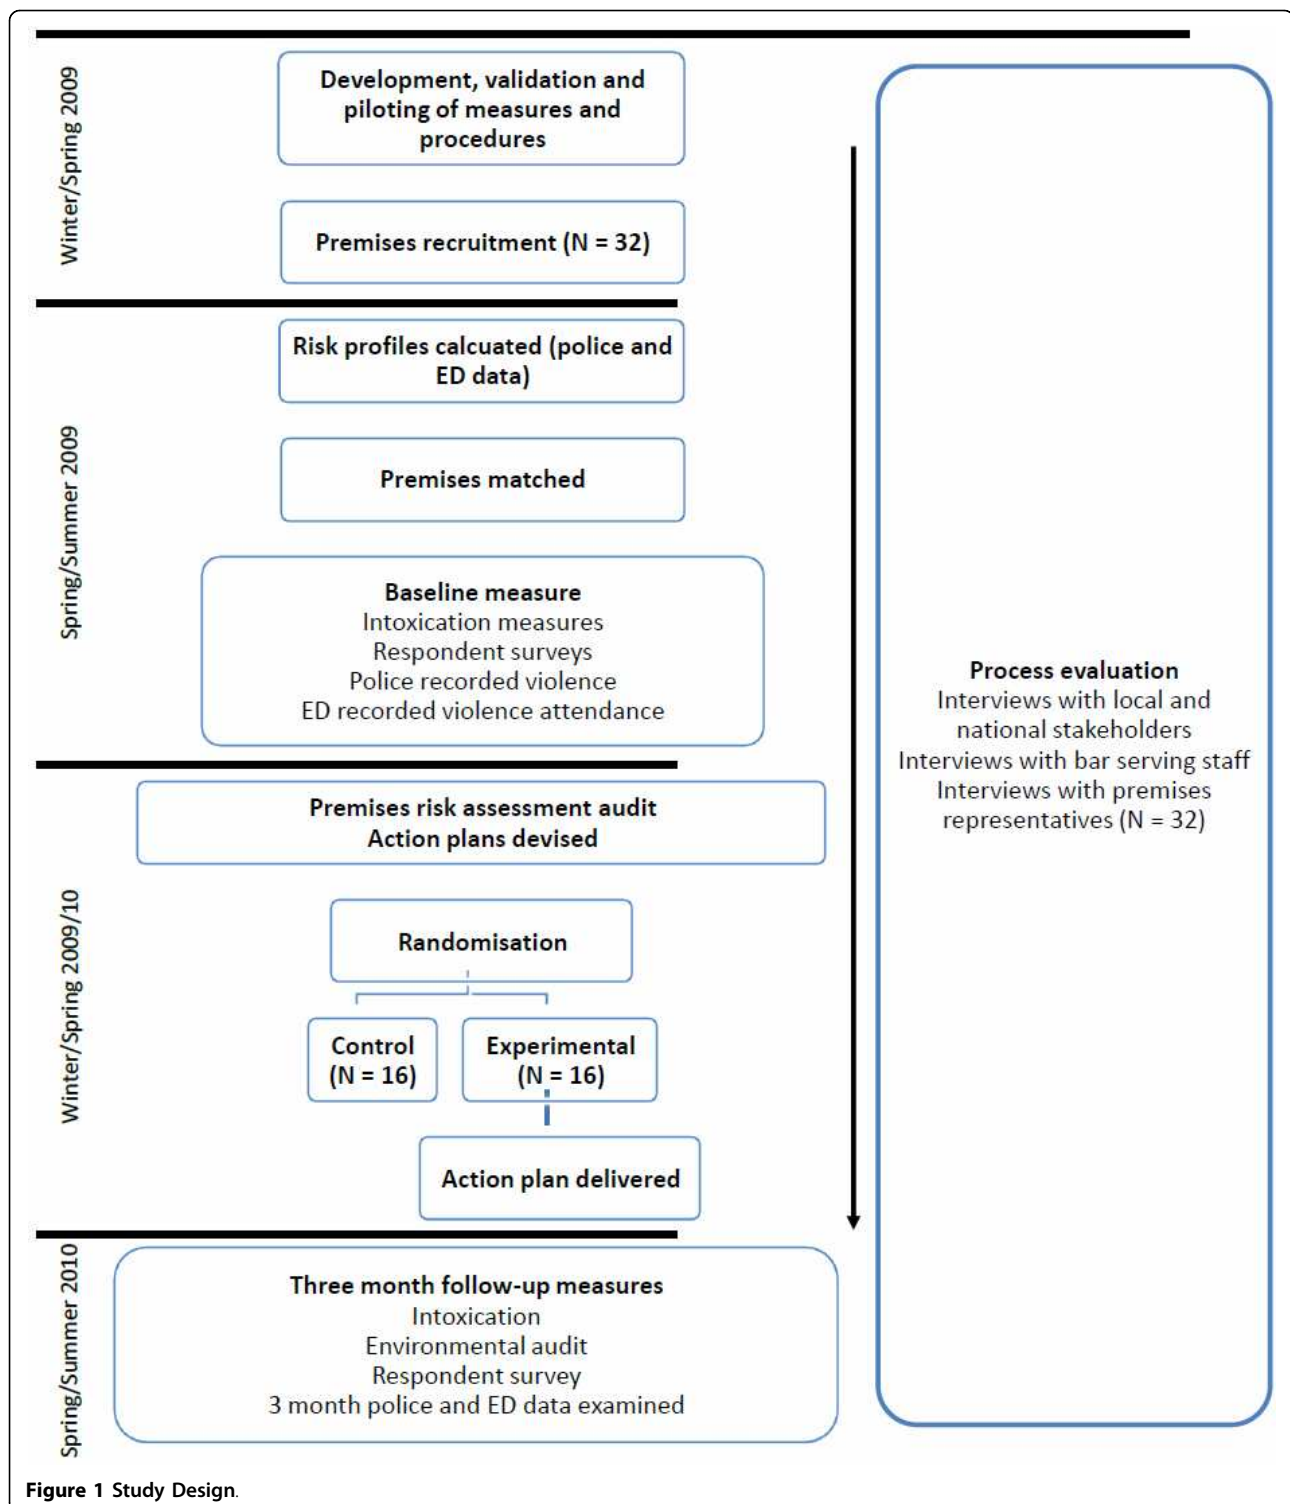 Winter/Spring 2009
Development, validation and
piloting of measures and
procedures
Premises recruitment (N = 32)
Spring/Summer 2009
Risk profiles calcuated (police and
ED data)
Premises matched
Baseline measure
Intoxication measures
Respondent surveys
Police recorded violence
ED recorded violence attendance
Winter/Spring 2009/10
Premises risk assessment audit
Action plans devised
Randomisation
Control
(N = 16)
Experimental
(N = 16)
Action plan delivered
Spring/Summer 2010
Three month follow-up measures
Intoxication
Environmental audit
Respondent survey
3 month police and ED data examined
Process evaluation
Interviews with local and
national stakeholders
Interviews with bar serving staff
Interviews with premises
representatives (N = 32)
Figure 1 Study Design.